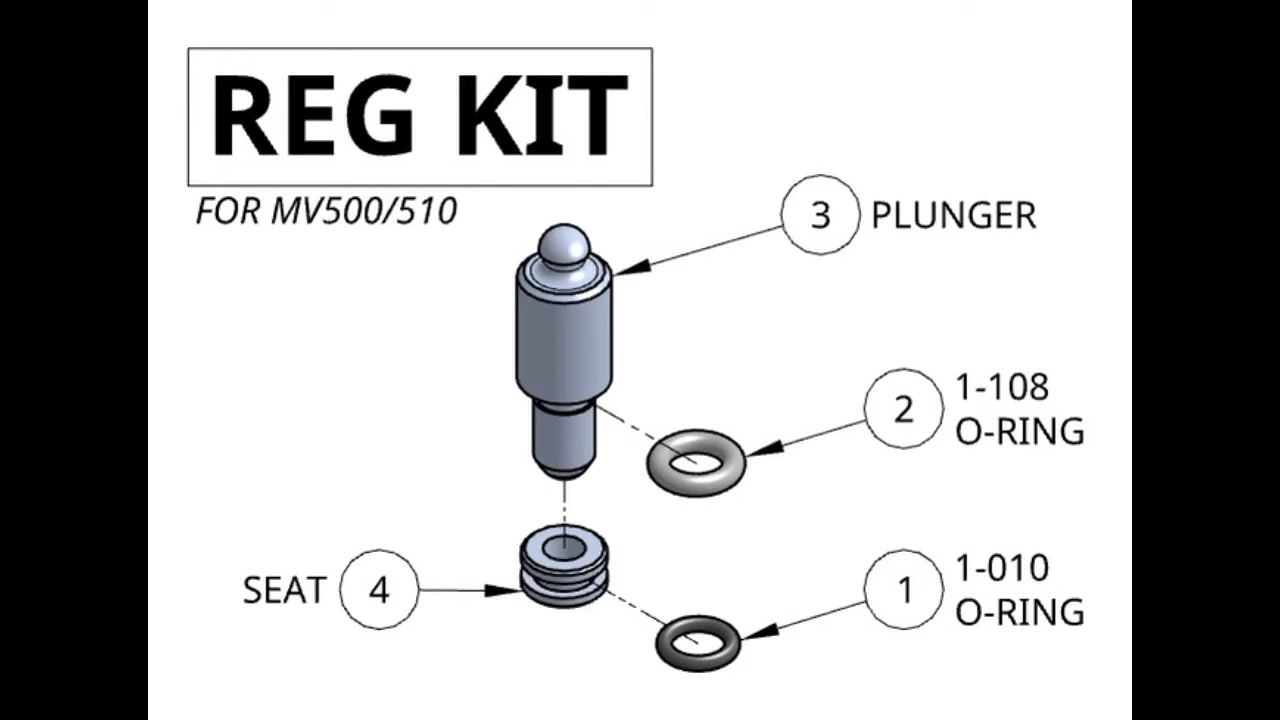 REG KIT
FOR MV500/510
3 PLUNGER
2 1-108
O-RING
SEAT 4
1 1-010
O-RING